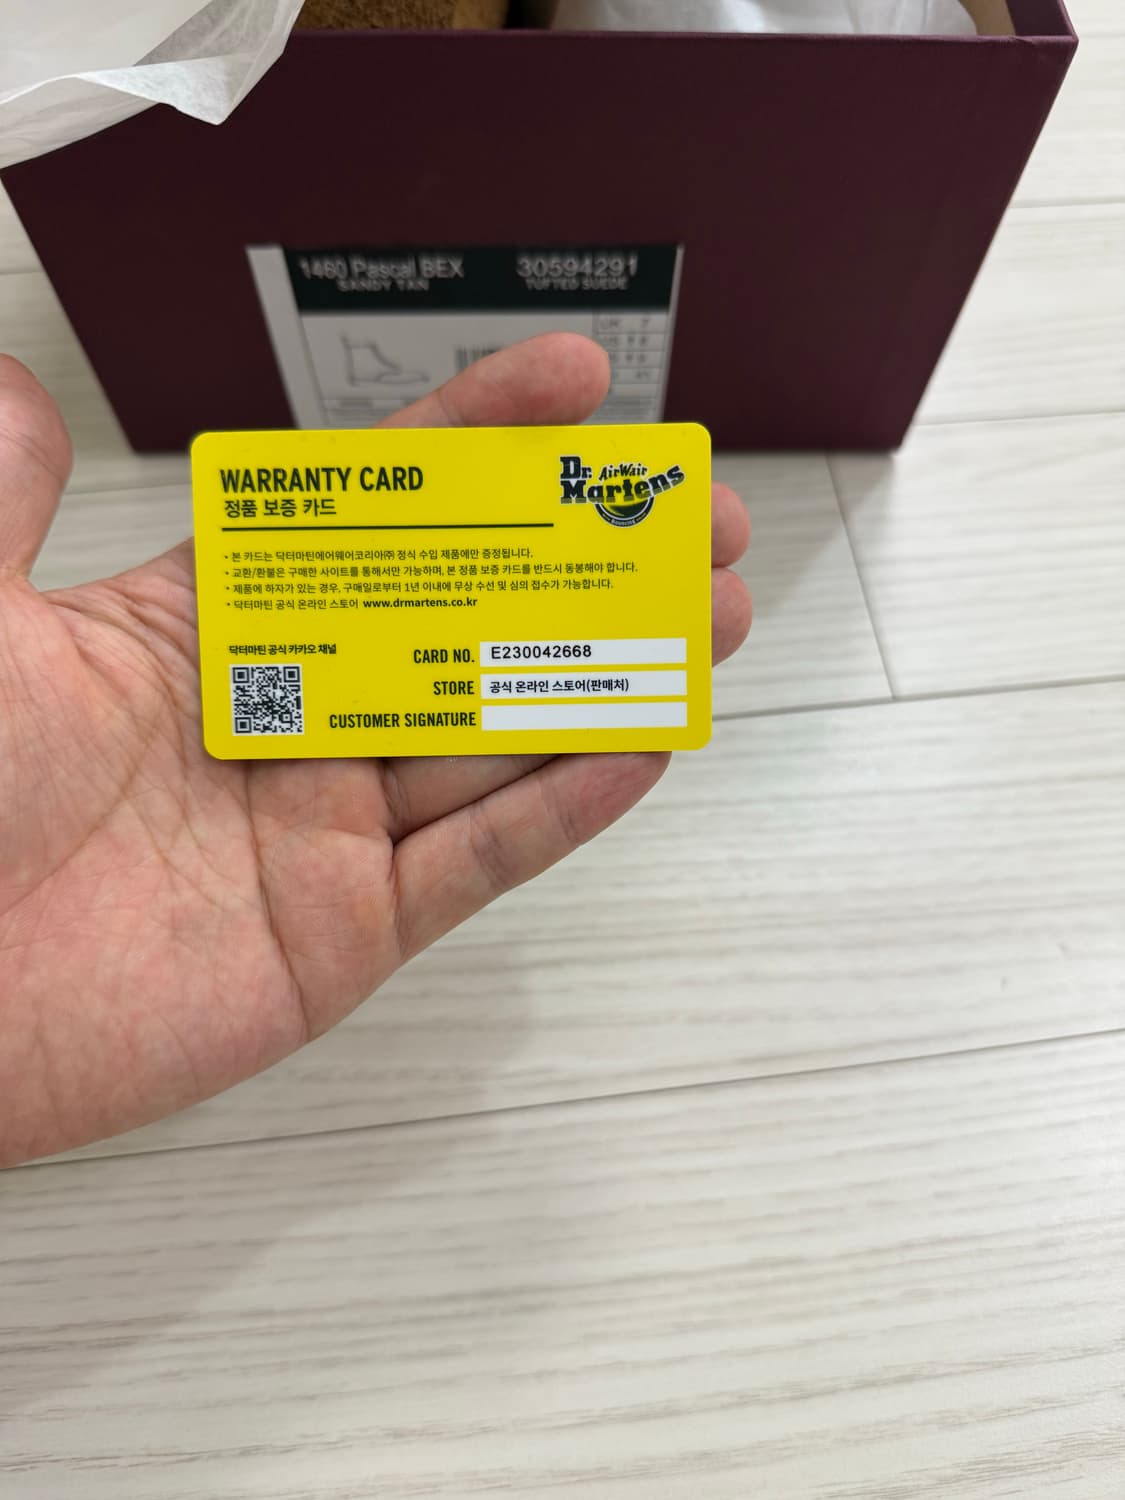 1460 Pascal BEX
SANDY TAN
30594291
TUFTED SUEDE
UK 7
WARRANTY CARD
정품 보증 카드
Dr. Martens
AirWair
Bouncing
• 본 카드는 닥터마틴에어웨어코리아㈜ 정식 수입 제품에만 증정됩니다.
• 교환/환불은 구매한 사이트를 통해서만 가능하며, 본 정품 보증 카드를 반드시 동봉해야 합니다.
• 제품에 하자가 있는 경우, 구매일로부터 1년 이내에 무상 수선 및 심의 접수가 가능합니다.
• 닥터마틴 공식 온라인 스토어 www.drmartens.co.kr
닥터마틴 공식 카카오 채널
CARD NO. E230042668
STORE 공식 온라인 스토어(판매처)
CUSTOMER SIGNATURE